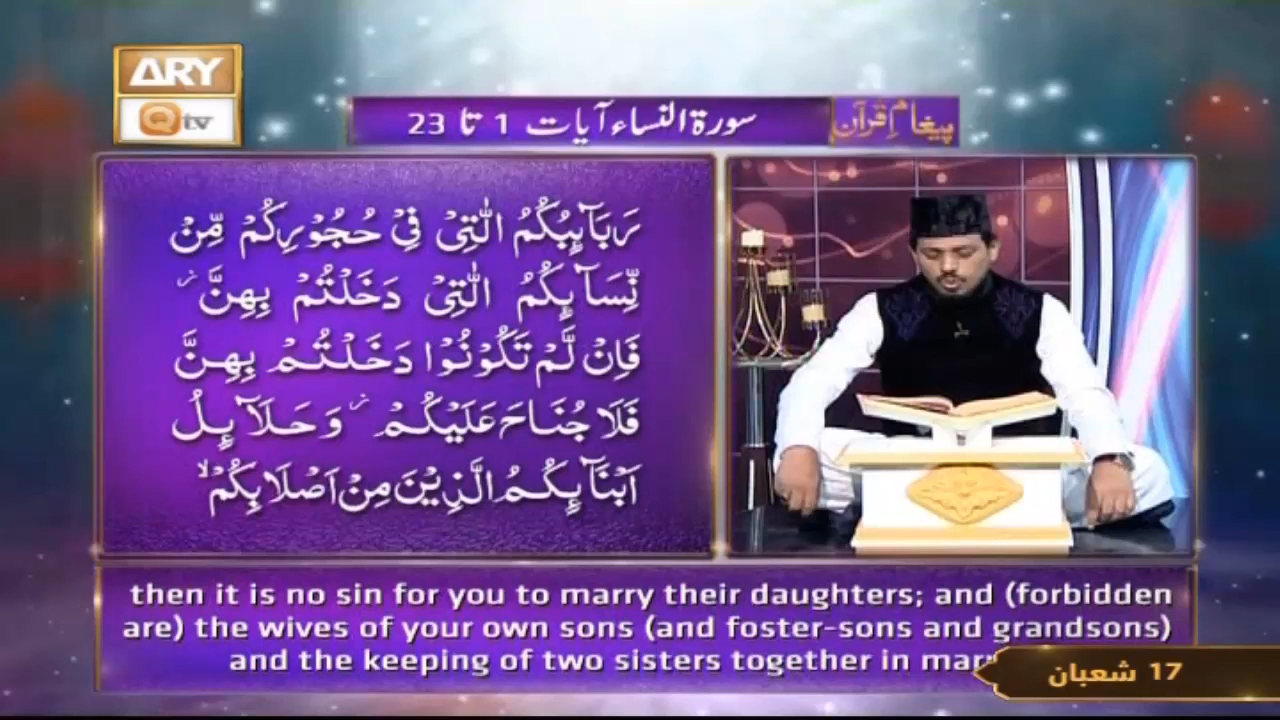 ARY
Qtv
پیغامِ قرآن
سورۃ النساء آیات 1 تا 23
رَبَآئِبُكُمُ الّٰتِیْ فِیْ حُجُوْرِكُمْ مِّنْ
نِّسَآئِكُمُ الّٰتِیْ دَخَلْتُمْ بِهِنَّ ؗ
فَاِنْ لَّمْ تَكُوْنُوْا دَخَلْتُمْ بِهِنَّ
فَلَا جُنَاحَ عَلَیْكُمْ ؗ وَحَلَآئِلُ
اَبْنَآئِكُمُ الَّذِیْنَ مِنْ اَصْلَابِكُمْ ۙ
then it is no sin for you to marry their daughters; and (forbidden
are) the wives of your own sons (and foster-sons and grandsons)
and the keeping of two sisters together in
17 شعبان